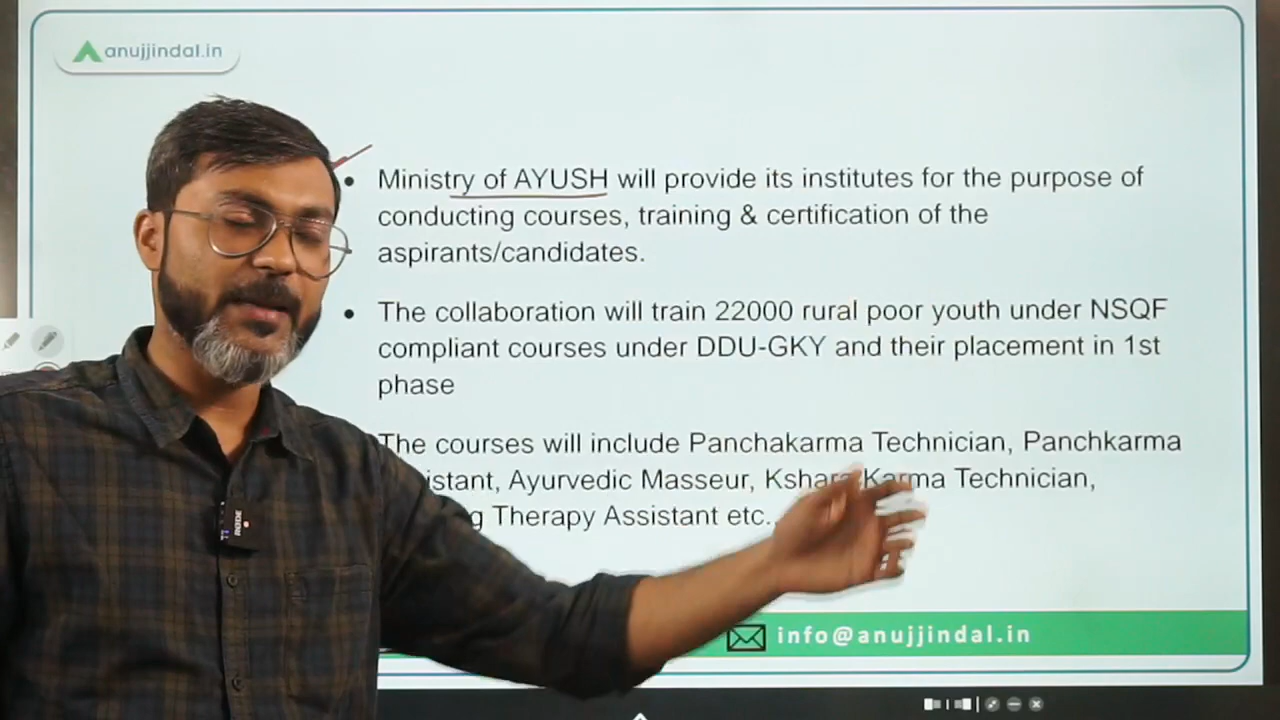 anujjindal.in
• Ministry of AYUSH will provide its institutes for the purpose of
conducting courses, training & certification of the
aspirants/candidates.
• The collaboration will train 22000 rural poor youth under NSQF
compliant courses under DDU-GKY and their placement in 1st
phase
The courses will include Panchakarma Technician, Panchkarma
Ayurvedic Masseur, Kshara Karma Technician,
Therapy Assistant etc.
RODE
info@anujjindal.in